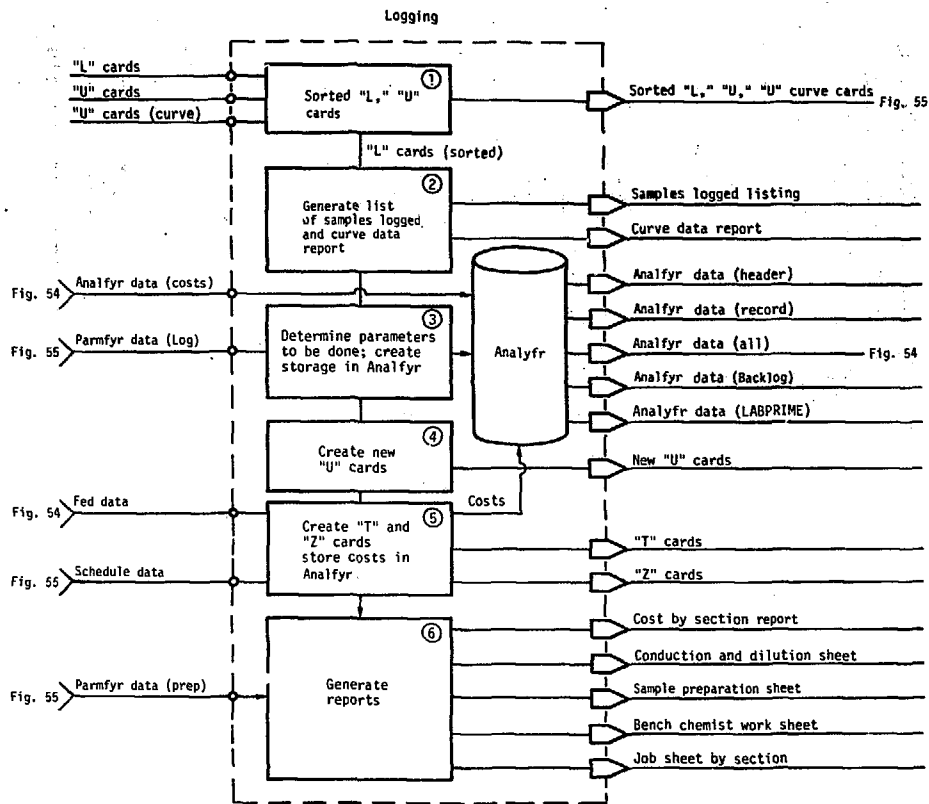 Logging
"L" cards
"U" cards
"U" cards (curve)
①
Sorted "L," "U"
cards
Sorted "L," "U," "U" curve cards
Fig. 55
"L" cards (sorted)
②
Generate list
of samples logged
and curve data
report
Samples logged listing
Curve data report
Fig. 54
Analfyr data (costs)
Analyfr
Analfyr data (header)
Analfyr data (record)
Analfyr data (all)
Fig. 54
Analfyr data (Backlog)
Analyfr data (LABPRIME)
Fig. 55
Parmfyr data (Log)
③
Determine parameters
to be done; create
storage in Analfyr
④
Create new
"U" cards
New "U" cards
Fig. 54
Fed data
Costs
⑤
Create "T" and
"Z" cards
store costs in
Analfyr
"T" cards
"Z" cards
Fig. 55
Schedule data
⑥
Generate
reports
Cost by section report
Conduction and dilution sheet
Fig. 55
Parmfyr data (prep)
Sample preparation sheet
Bench chemist work sheet
Job sheet by section